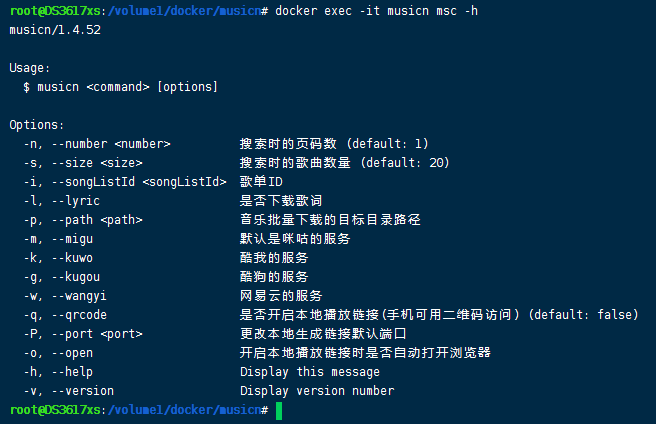 root@DS3617xs:/volume1/docker/musicn# docker exec -it musicn msc -h
musicn/1.4.52
Usage:
$ musicn <command> [options]
Options:
-n, --number <number> 搜索时的页码数 (default: 1)
-s, --size <size> 搜索时的歌曲数量 (default: 20)
-i, --songListId <songListId> 歌单ID
-l, --lyric 是否下载歌词
-p, --path <path> 音乐批量下载的目标目录路径
-m, --migu 默认是咪咕的服务
-k, --kuwo 酷我的服务
-g, --kugou 酷狗的服务
-w, --wangyi 网易云的服务
-q, --qrcode 是否开启本地播放链接(手机可用二维码访问) (default: false)
-P, --port <port> 更改本地生成链接默认端口
-o, --open 开启本地播放链接时是否自动打开浏览器
-h, --help Display this message
-v, --version Display version number
root@DS3617xs:/volume1/docker/musicn#